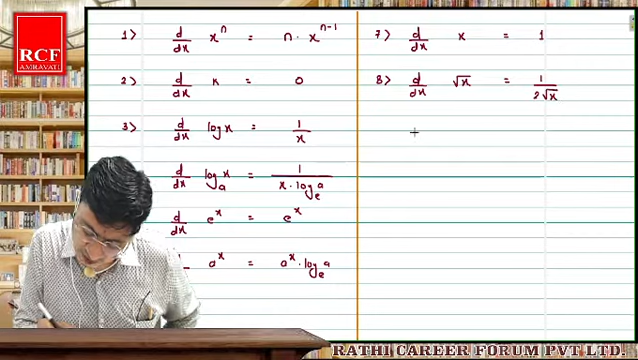 RCF
AMRAVATI
1) d/dx x^n = n · x^(n-1)
2) d/dx k = 0
3) d/dx log x = 1/x
d/dx log_a x = 1/(x · log_e a)
d/dx e^x = e^x
a^x = a^x · log_e a
7) d/dx x = 1
8) d/dx √x = 1/(2√x)
RATHI CAREER FORUM PVT LTD.